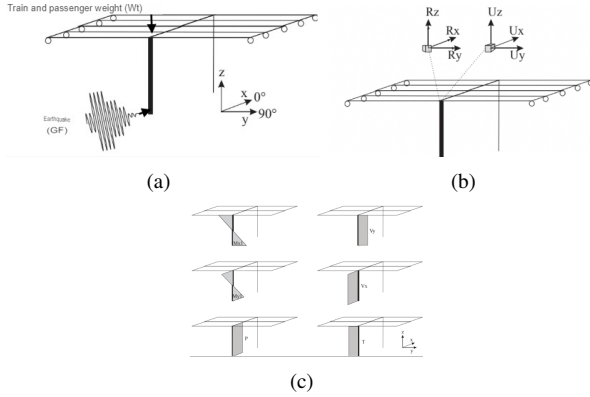 Train and passenger weight (Wt)
z
x 0°
y 90°
Earthquake
(GF)
(a)
Rz
Rx
Ry
Uz
Ux
Uy
(b)
Vy
Vx
P
T
z
x
y
(c)